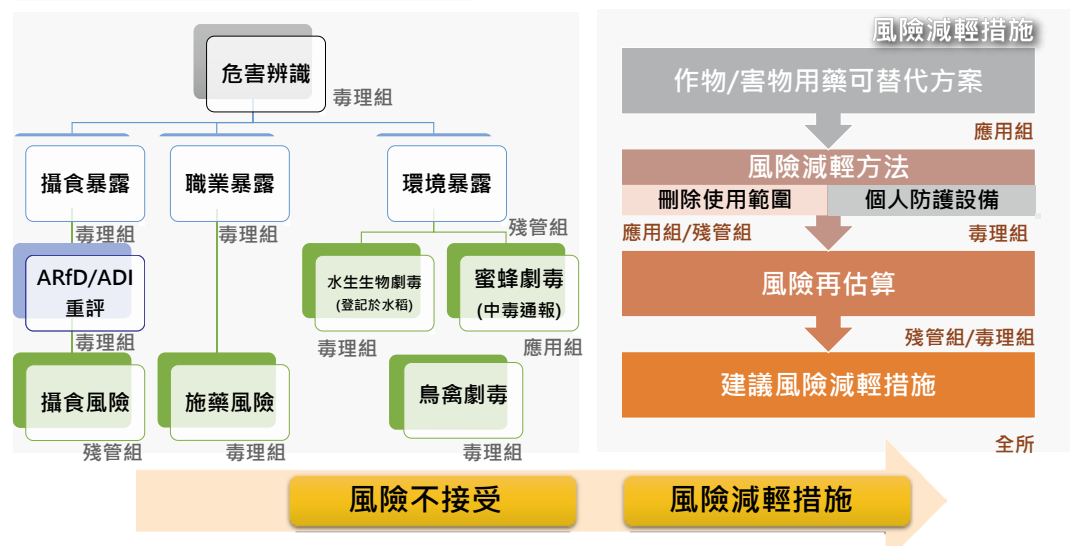 危害辨識
毒理組
攝食暴露
職業暴露
環境暴露
毒理組
毒理組
殘管組
ARfD/ADI
重評
水生生物劇毒
(登記於水稻)
蜜蜂劇毒
(中毒通報)
毒理組
毒理組
應用組
攝食風險
施藥風險
鳥禽劇毒
殘管組
毒理組
毒理組
風險減輕措施
作物/害物用藥可替代方案
應用組
風險減輕方法
刪除使用範圍
個人防護設備
應用組/殘管組
毒理組
風險再估算
殘管組/毒理組
建議風險減輕措施
全所
風險不接受
風險減輕措施